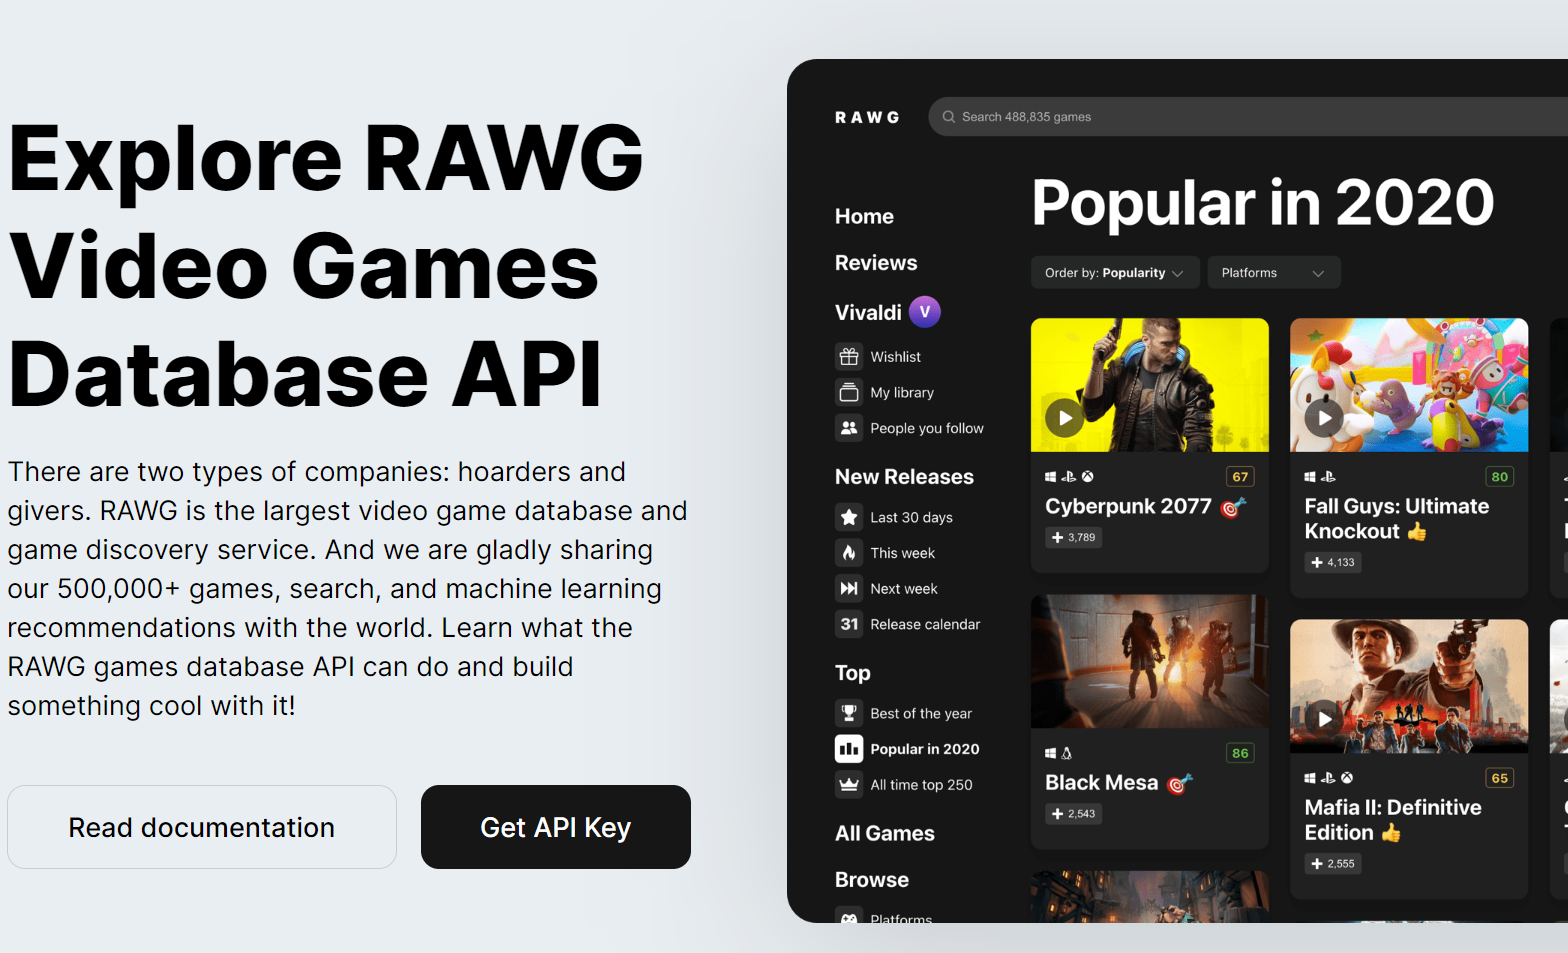 Explore RAWG
Video Games
Database API
There are two types of companies: hoarders and
givers. RAWG is the largest video game database and
game discovery service. And we are gladly sharing
our 500,000+ games, search, and machine learning
recommendations with the world. Learn what the
RAWG games database API can do and build
something cool with it!
Read documentation
Get API Key
RAWG
Search 488,835 games
Home
Reviews
Vivaldi V
Wishlist
My library
People you follow
New Releases
Last 30 days
This week
Next week
31 Release calendar
Top
Best of the year
Popular in 2020
All time top 250
All Games
Browse
Platforms
Popular in 2020
Order by: Popularity
Platforms
67
Cyberpunk 2077 🎯
+ 3,789
80
Fall Guys: Ultimate
Knockout 👍
+ 4,133
86
Black Mesa 🎯
+ 2,543
65
Mafia II: Definitive
Edition 👍
+ 2,555